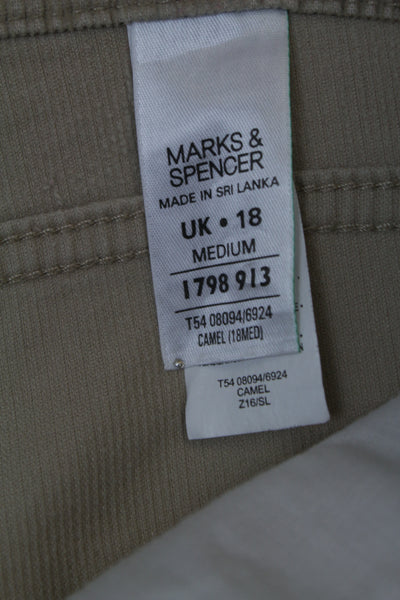 MARKS &
SPENCER
MADE IN SRI LANKA
UK • 18
MEDIUM
1798 913
T54 08094/6924
CAMEL (18MED)
T54 08094/6924
CAMEL
Z16/SL